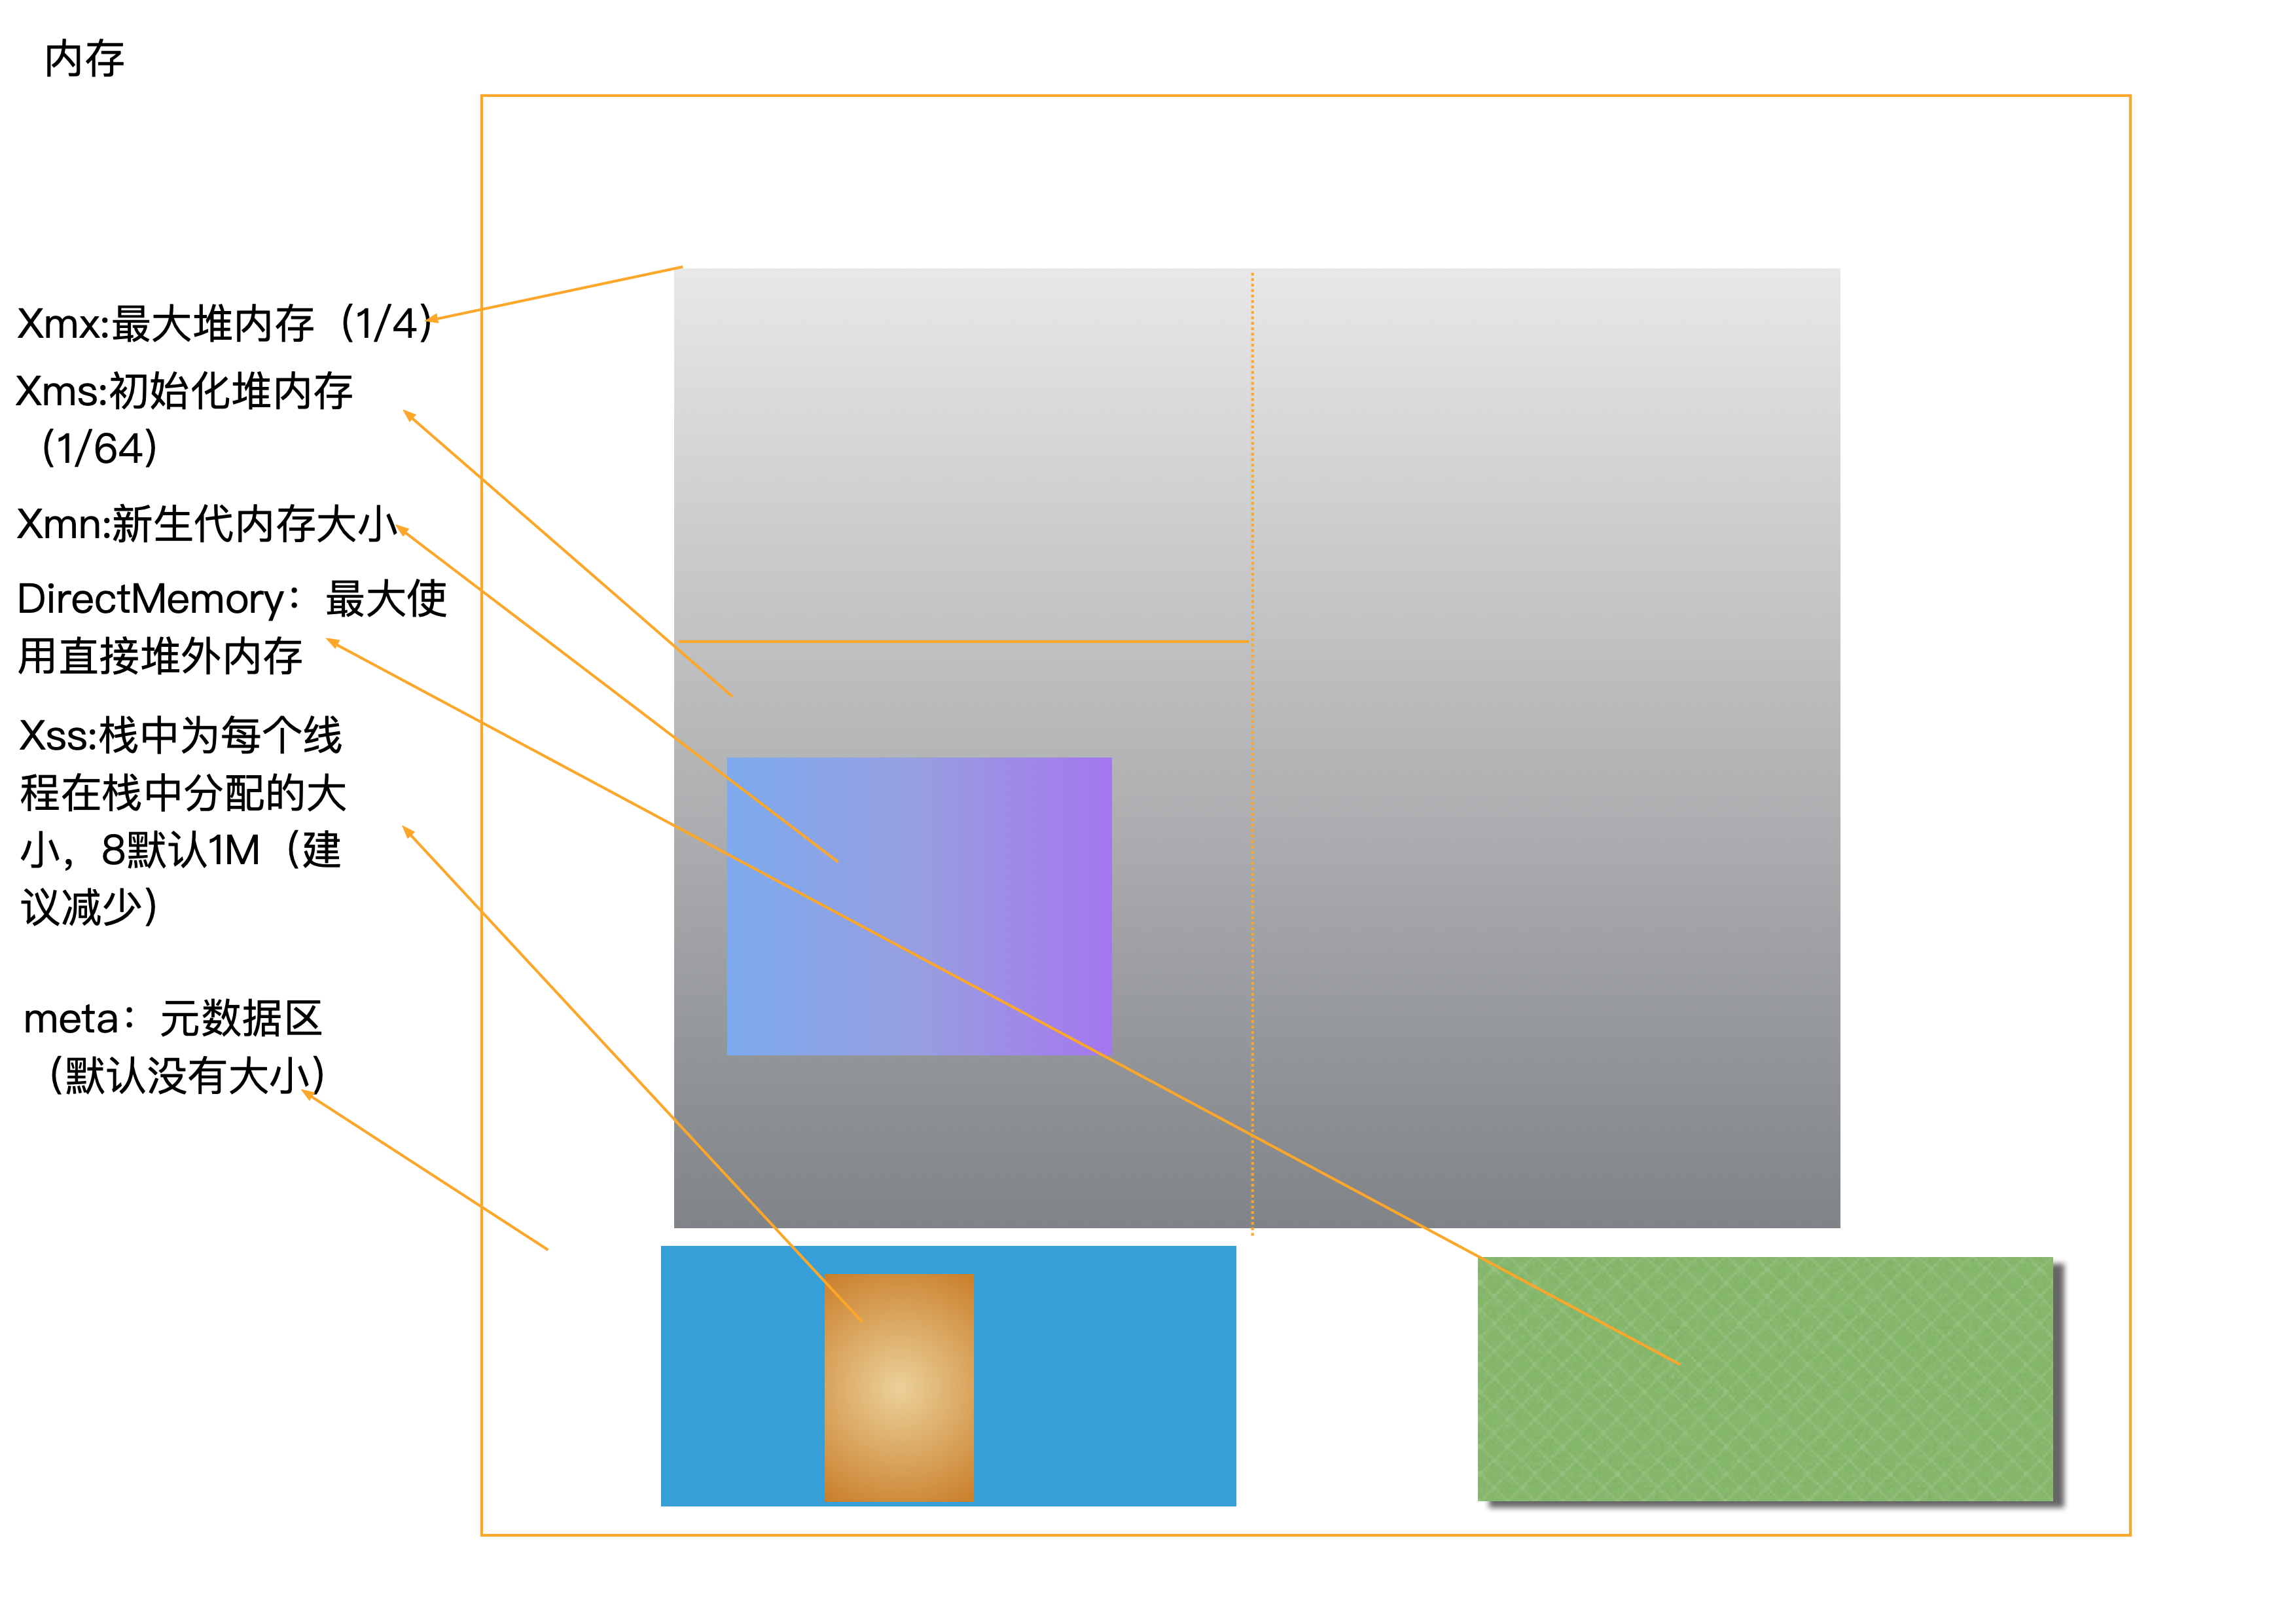 内存
Xmx:最大堆内存（1/4）
Xms:初始化堆内存
（1/64）
Xmn:新生代内存大小
DirectMemory：最大使
用直接堆外内存
Xss:栈中为每个线
程在栈中分配的大
小，8默认1M（建
议减少）
meta：元数据区
（默认没有大小）